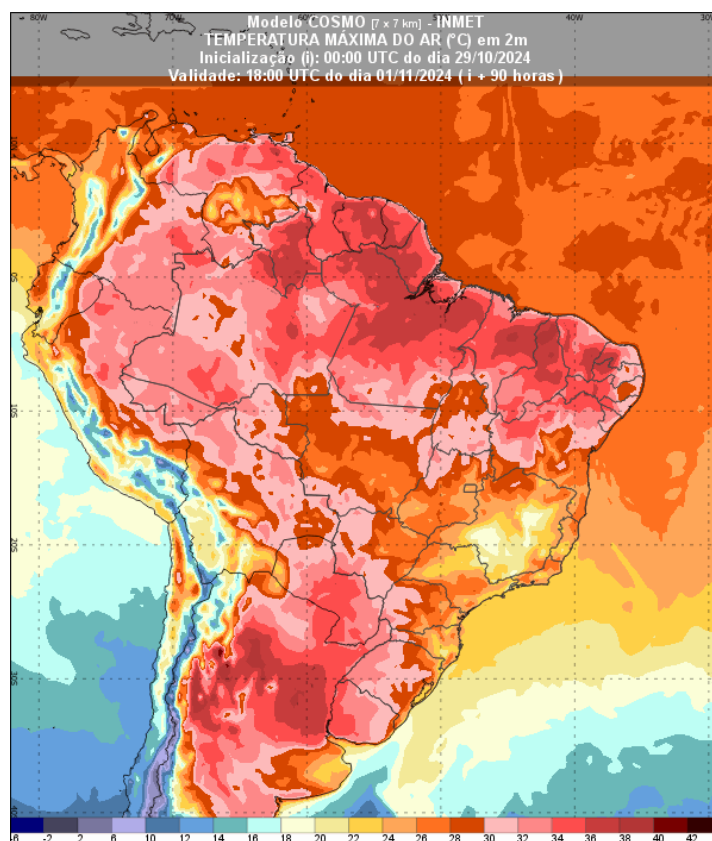 Modelo COSMO [7 x 7 km] - INMET
TEMPERATURA MÁXIMA DO AR (°C) em 2m
Inicialização (i): 00:00 UTC do dia 29/10/2024
Validade: 18:00 UTC do dia 01/11/2024 ( i + 90 horas )
80W 70W 60W 50W 40W 30W
-6 -2 2 6 10 12 14 16 18 20 22 24 26 28 30 32 34 36 38 40 42